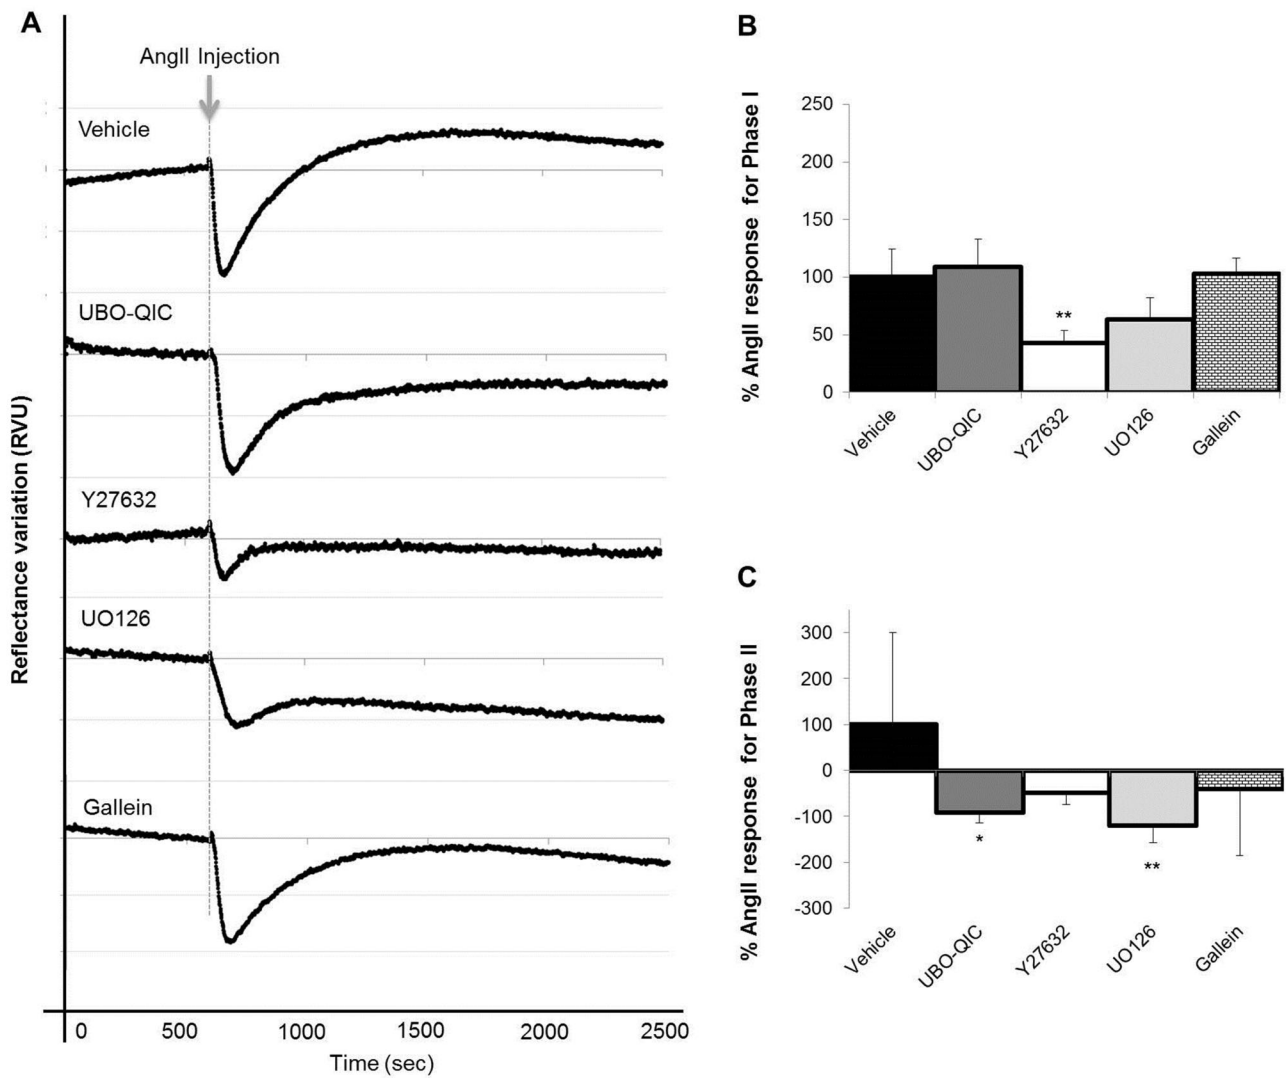 A
AngII Injection
Vehicle
UBO-QIC
Y27632
UO126
Gallein
Reflectance variation (RVU)
0 500 1000 1500 2000 2500
Time (sec)
B
% AngII response for Phase I
250
200
150
100
50
0
**
Vehicle UBO-QIC Y27632 UO126 Gallein
C
% AngII response for Phase II
300
200
100
0
-100
-200
-300
*
**
Vehicle UBO-QIC Y27632 UO126 Gallein